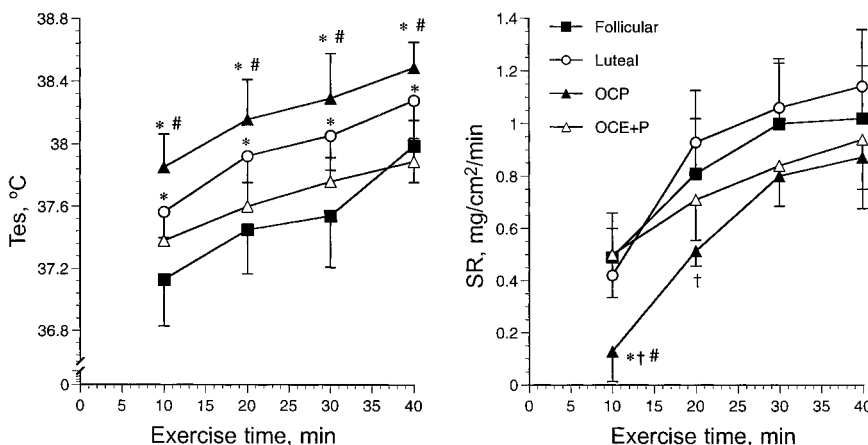 38.8
38.4
38
37.6
37.2
36.8
0
Tes, °C
* #
* #
* #
* #
*
*
*
*
0 5 10 15 20 25 30 35 40
Exercise time, min
1.4
1.2
1
0.8
0.6
0.4
0.2
0
SR, mg/cm2/min
Follicular
Luteal
OCP
OCE+P
†
*† #
0 5 10 15 20 25 30 35 40
Exercise time, min